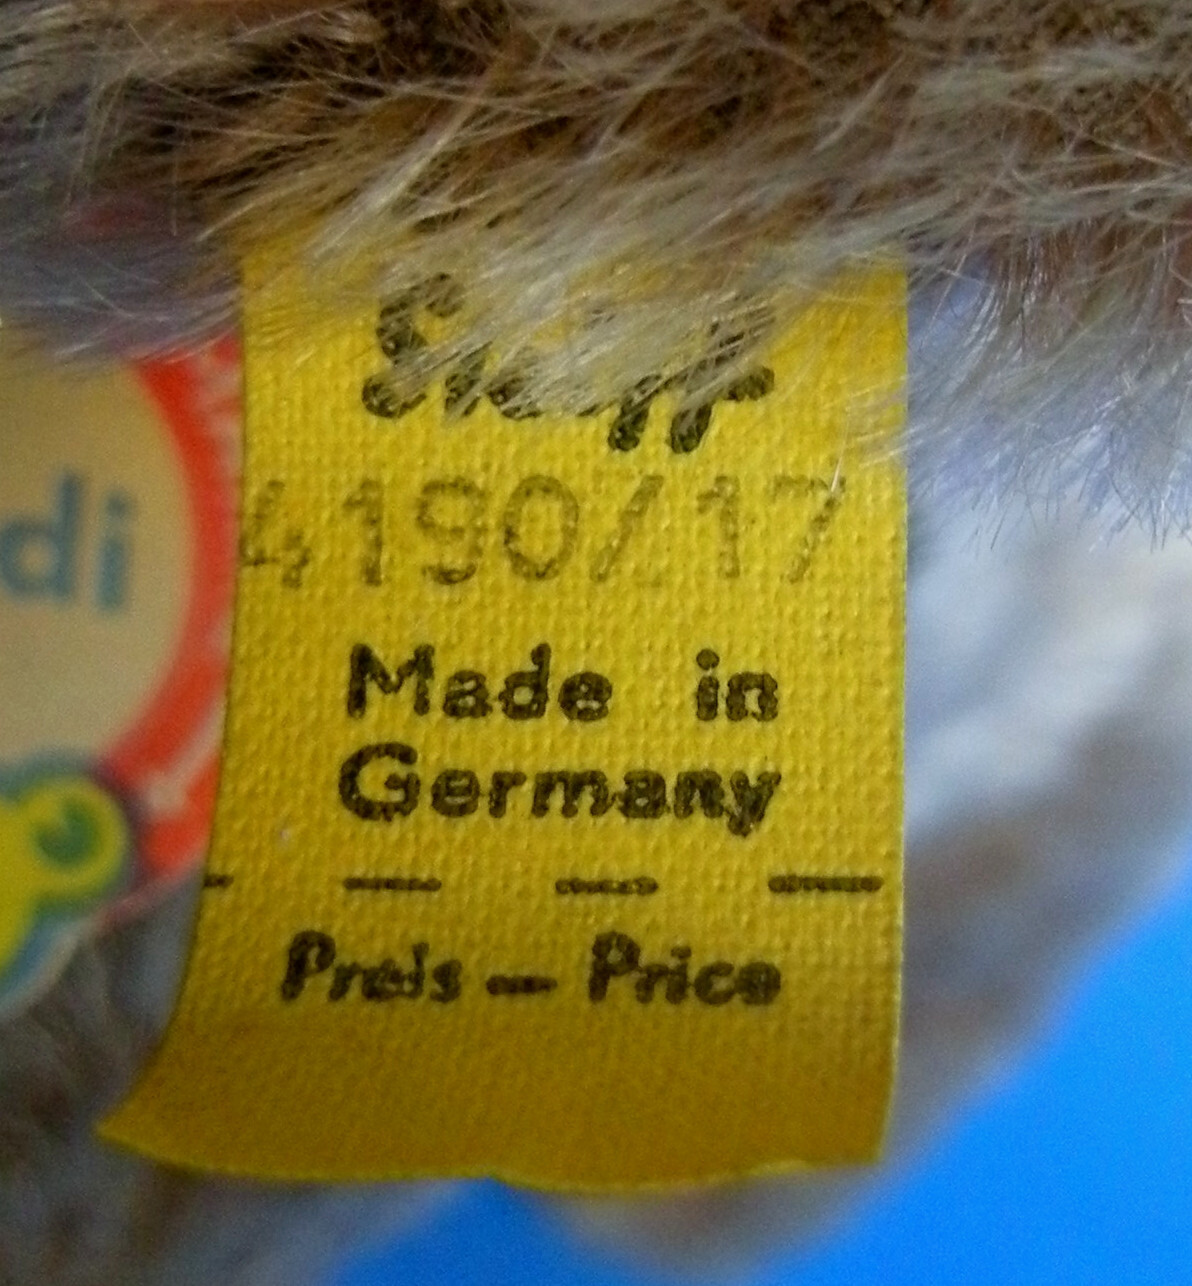 Steiff
4190/17
Made in
Germany
Preis — Price
di